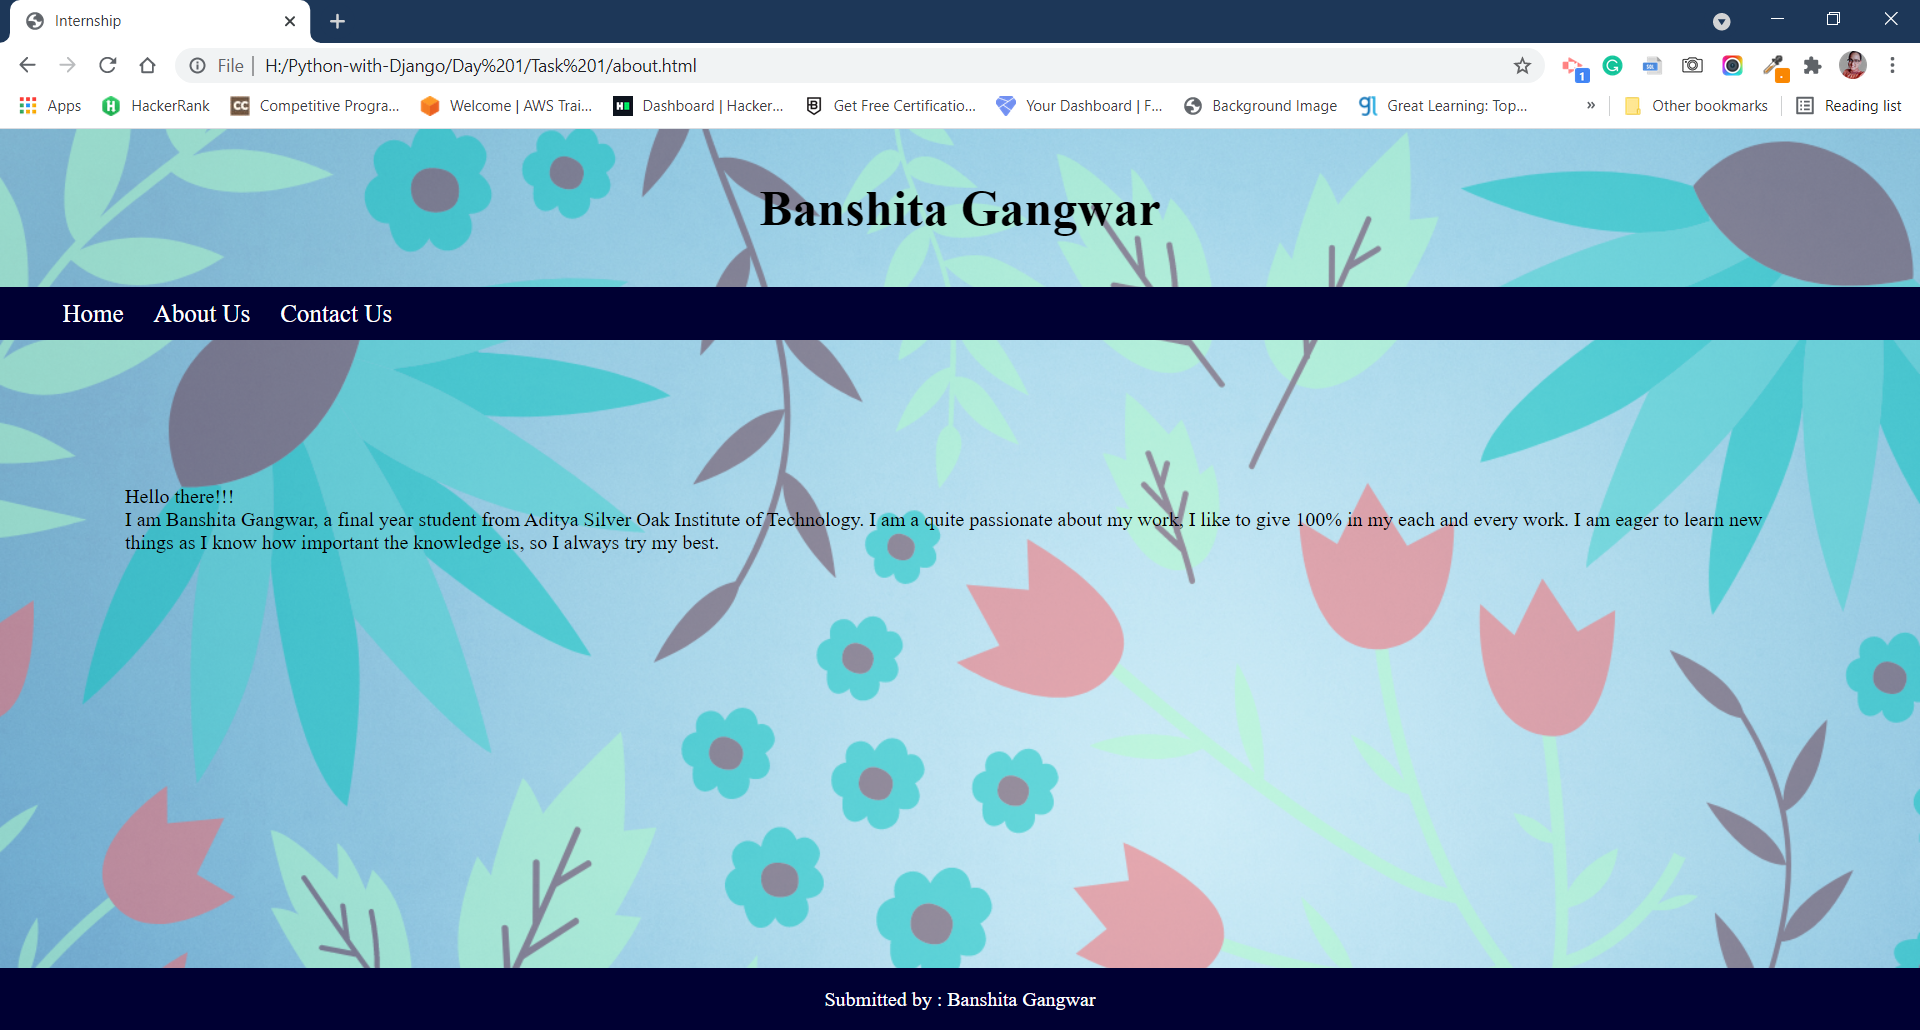 Internship
File | H:/Python-with-Django/Day%201/Task%201/about.html
1
Apps HackerRank CC Competitive Progra... Welcome | AWS Trai... Dashboard | Hacker... Get Free Certificatio... Your Dashboard | F... Background Image Great Learning: Top... » Other bookmarks Reading list
Banshita Gangwar
Home About Us Contact Us
Hello there!!!
I am Banshita Gangwar, a final year student from Aditya Silver Oak Institute of Technology. I am a quite passionate about my work. I like to give 100% in my each and every work. I am eager to learn new
things as I know how important the knowledge is, so I always try my best.
Submitted by : Banshita Gangwar